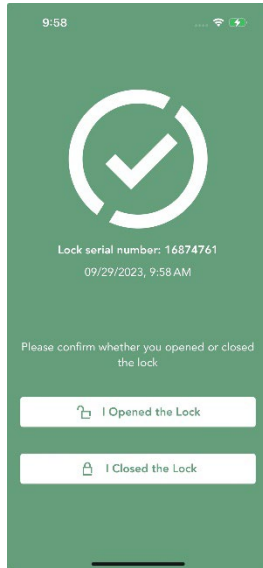 9:58
Lock serial number: 16874761
09/29/2023, 9:58 AM
Please confirm whether you opened or closed
the lock
I Opened the Lock
I Closed the Lock